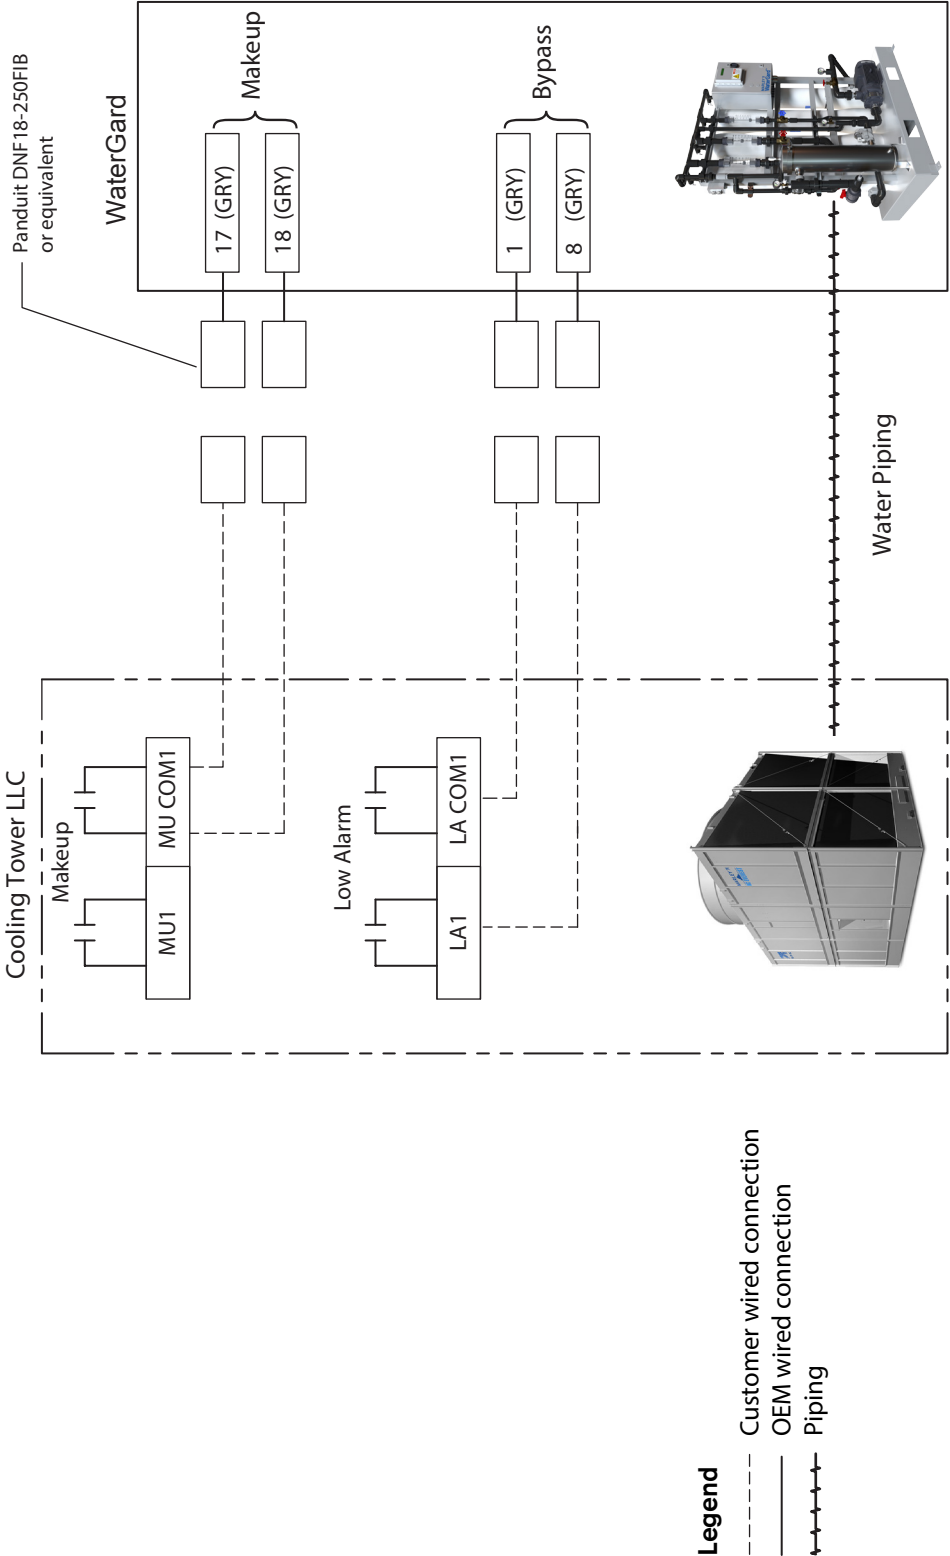 Cooling Tower LLC
Makeup
MU1
MU COM1
Low Alarm
LA1
LA COM1
Panduit DNF18-250FIB
or equivalent
WaterGard
17 (GRY)
18 (GRY)
Makeup
1 (GRY)
8 (GRY)
Bypass
Water Piping
Legend
Customer wired connection
OEM wired connection
Piping